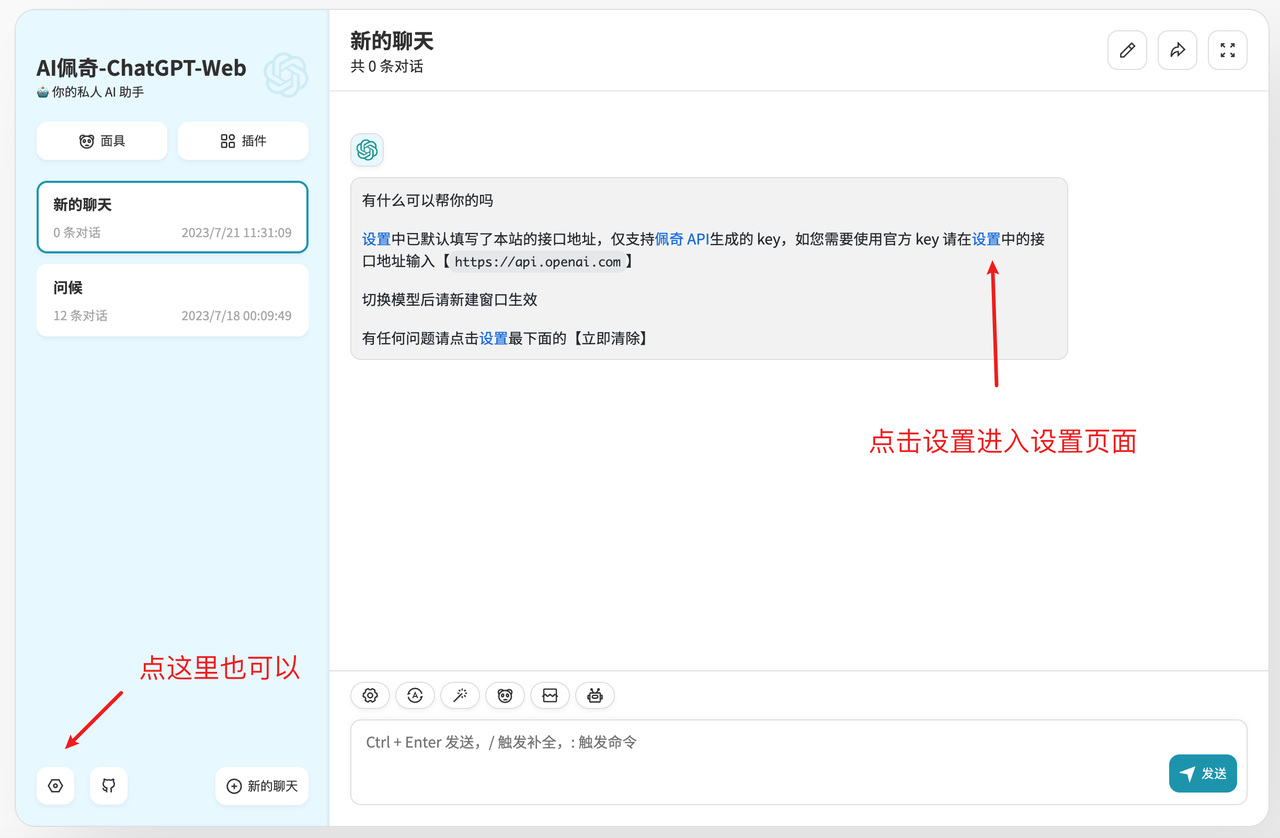 AI佩奇-ChatGPT-Web
🤖 你的私人 AI 助手
面具
插件
新的聊天
0 条对话
2023/7/21 11:31:09
问候
12 条对话
2023/7/18 00:09:49
点这里也可以
新的聊天
新的聊天
共 0 条对话
有什么可以帮你的吗
设置中已默认填写了本站的接口地址，仅支持佩奇 API生成的 key，如您需要使用官方 key 请在设置中的接
口地址输入【 https://api.openai.com 】
切换模型后请新建窗口生效
有任何问题请点击设置最下面的【立即清除】
点击设置进入设置页面
Ctrl + Enter 发送，/ 触发补全，: 触发命令
发送